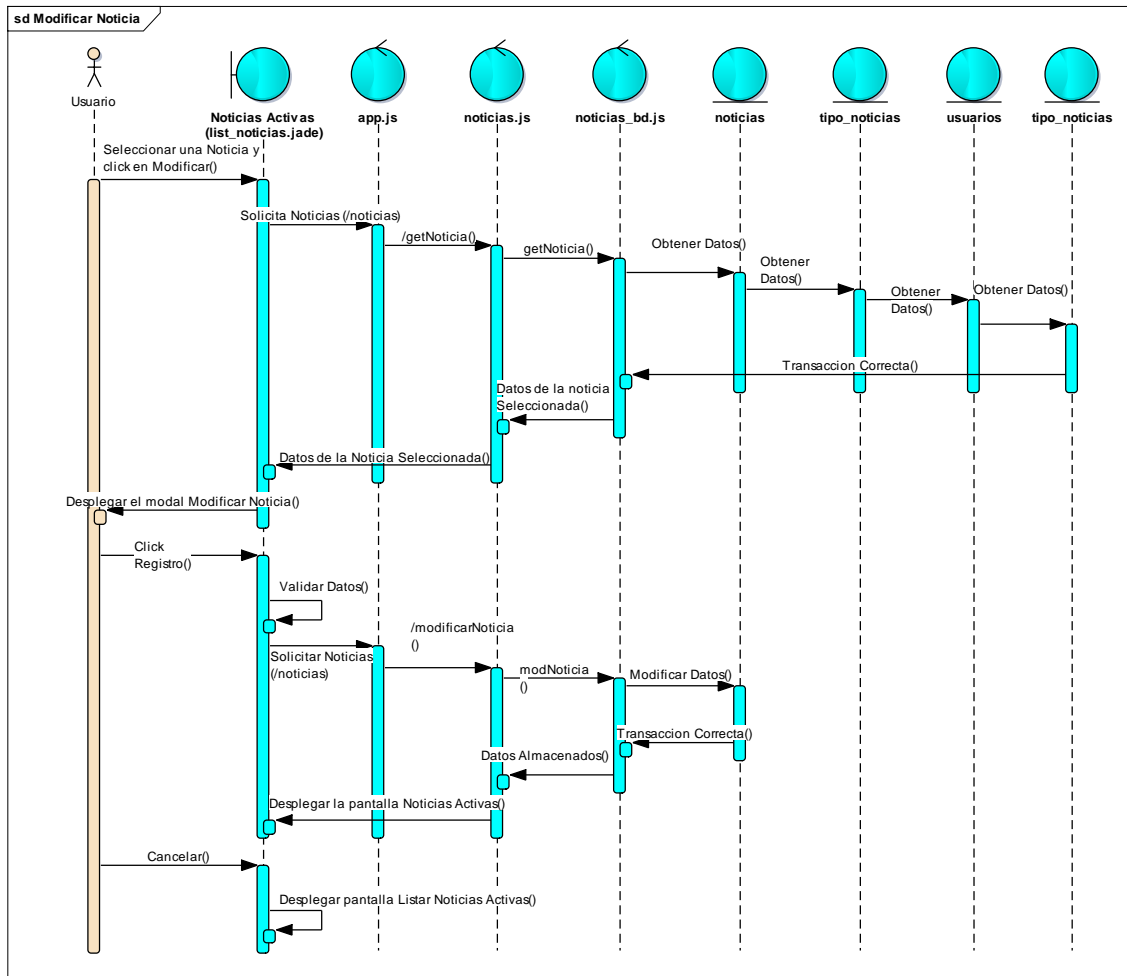 sd Modificar Noticia
Usuario
Noticias Activas
(list_noticias.jade)
app.js
noticias.js
noticias_bd.js
noticias
tipo_noticias
usuarios
tipo_noticias
Seleccionar una Noticia y
click en Modificar()
Solicita Noticias (/noticias)
/getNoticia()
getNoticia()
Obtener Datos()
Obtener
Datos()
Obtener
Datos()
Obtener Datos()
Transaccion Correcta()
Datos de la noticia
Seleccionada()
Datos de la Noticia Seleccionada()
Desplegar el modal Modificar Noticia()
Click
Registro()
Validar Datos()
Solicitar Noticias
(/noticias)
/modificarNoticia
()
modNoticia
()
Modificar Datos()
Transaccion Correcta()
Datos Almacenados()
Desplegar la pantalla Noticias Activas()
Cancelar()
Desplegar pantalla Listar Noticias Activas()